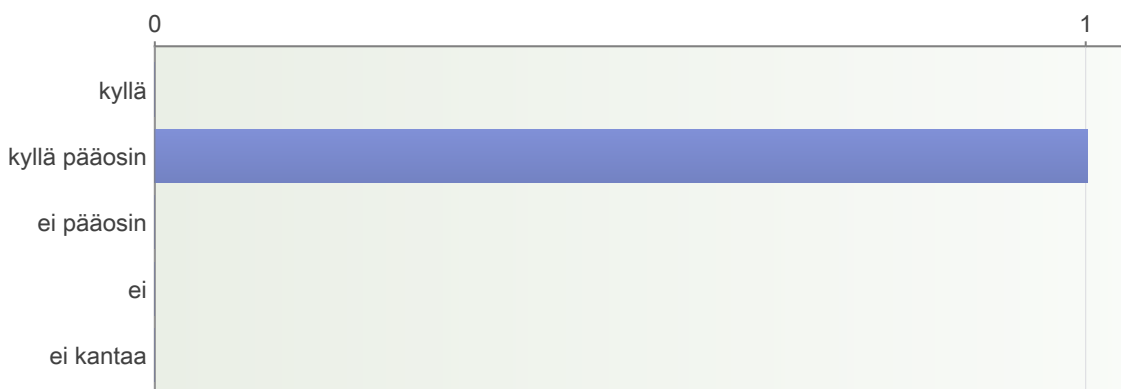 0 1
kyllä
kyllä pääosin
ei pääosin
ei
ei kantaa